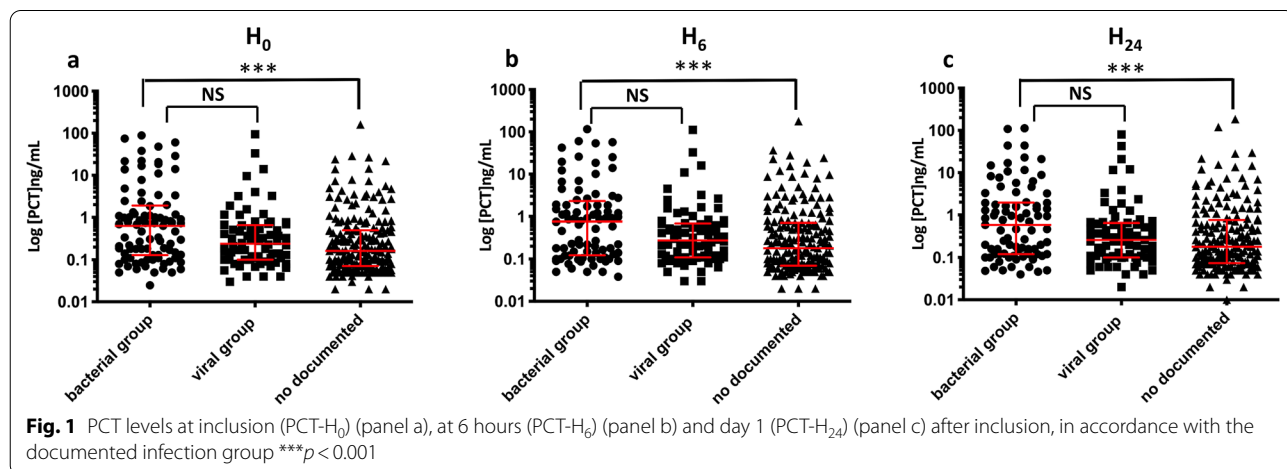 a
H₀
***
NS
Log [PCT]ng/mL
1000
100
10
1
0.1
0.01
bacterial group
viral group
no documented
b
H₆
***
NS
Log [PCT]ng/mL
1000
100
10
1
0.1
0.01
bacterial group
viral group
no documented
c
H₂₄
***
NS
Log [PCT]ng/mL
1000
100
10
1
0.1
0.01
bacterial group
viral group
no documented
Fig. 1 PCT levels at inclusion (PCT-H₀) (panel a), at 6 hours (PCT-H₆) (panel b) and day 1 (PCT-H₂₄) (panel c) after inclusion, in accordance with the
documented infection group ***p < 0.001